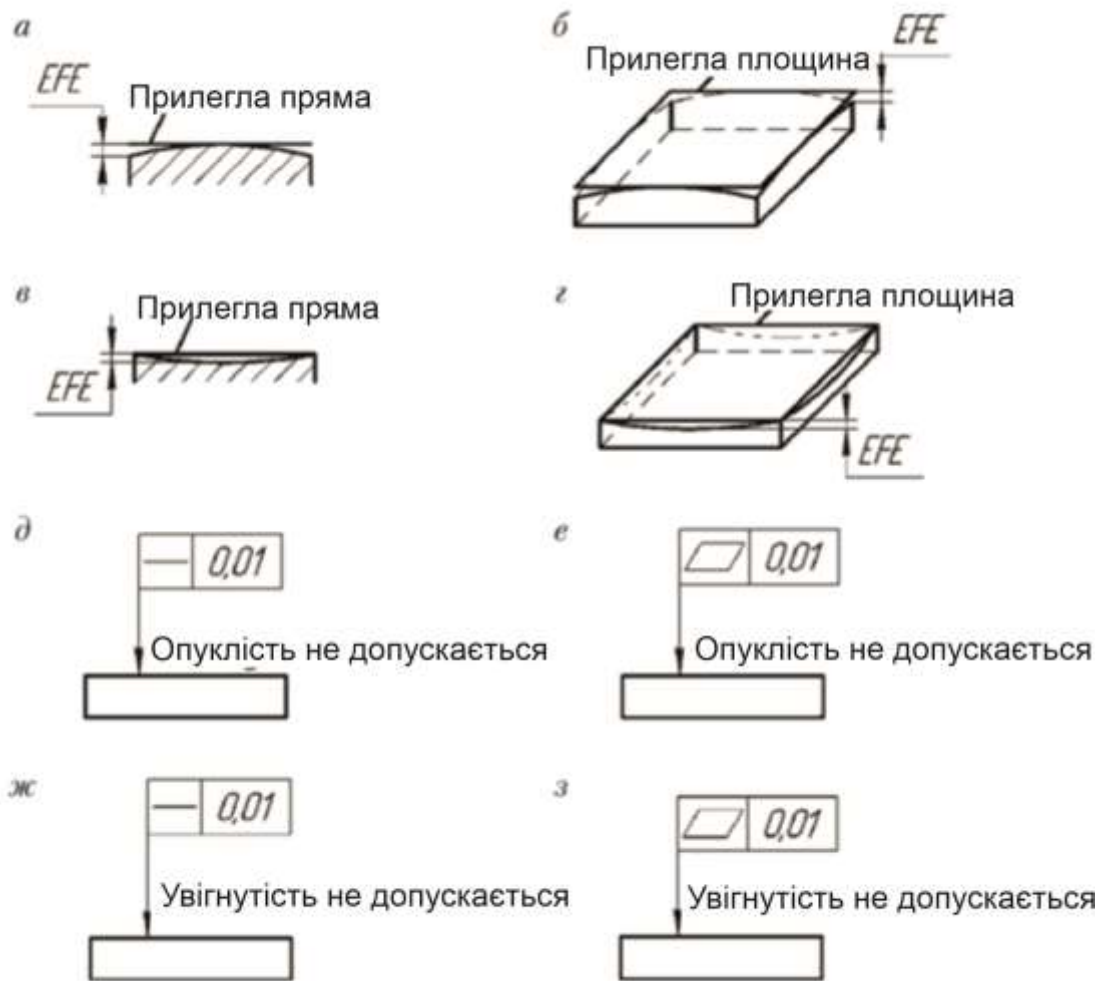 а
EFE
Прилегла пряма
б
EFE
Прилегла площина
в
Прилегла пряма
EFE
г
Прилегла площина
EFE
д
0,01
Опуклість не допускається
е
0,01
Опуклість не допускається
ж
0,01
Увігнутість не допускається
з
0,01
Увігнутість не допускається